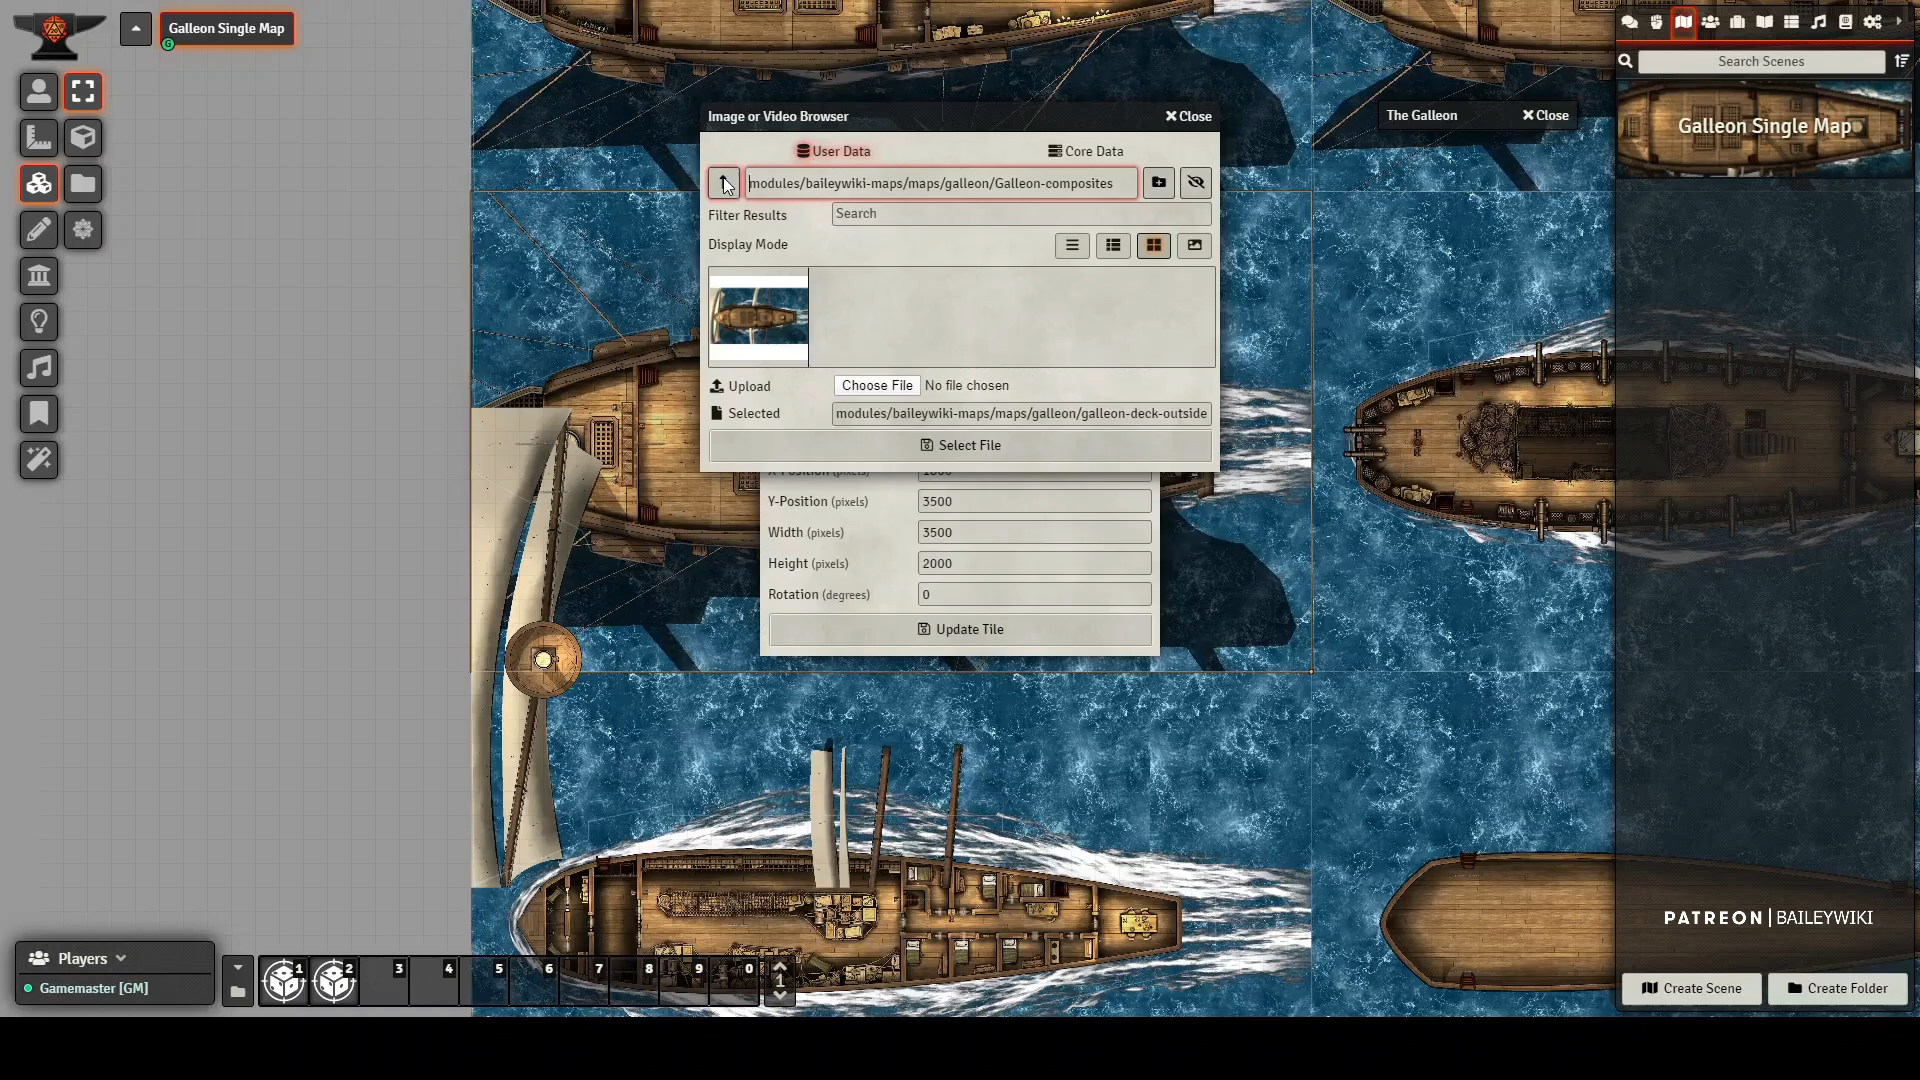 Galleon Single Map
G
Image or Video Browser
Close
The Galleon
Close
Search Scenes
Galleon Single Map
User Data
Core Data
modules/baileywiki-maps/maps/galleon/Galleon-composites
Filter Results
Search
Display Mode
Upload
Choose File
No file chosen
Selected
modules/baileywiki-maps/maps/galleon/galleon-deck-outside
Select File
Y-Position (pixels)
3500
Width (pixels)
3500
Height (pixels)
2000
Rotation (degrees)
0
Update Tile
PATREON | BAILEYWIKI
Players
Gamemaster [GM]
1 2 3 4 5 6 7 8 9 0
1
Create Scene
Create Folder